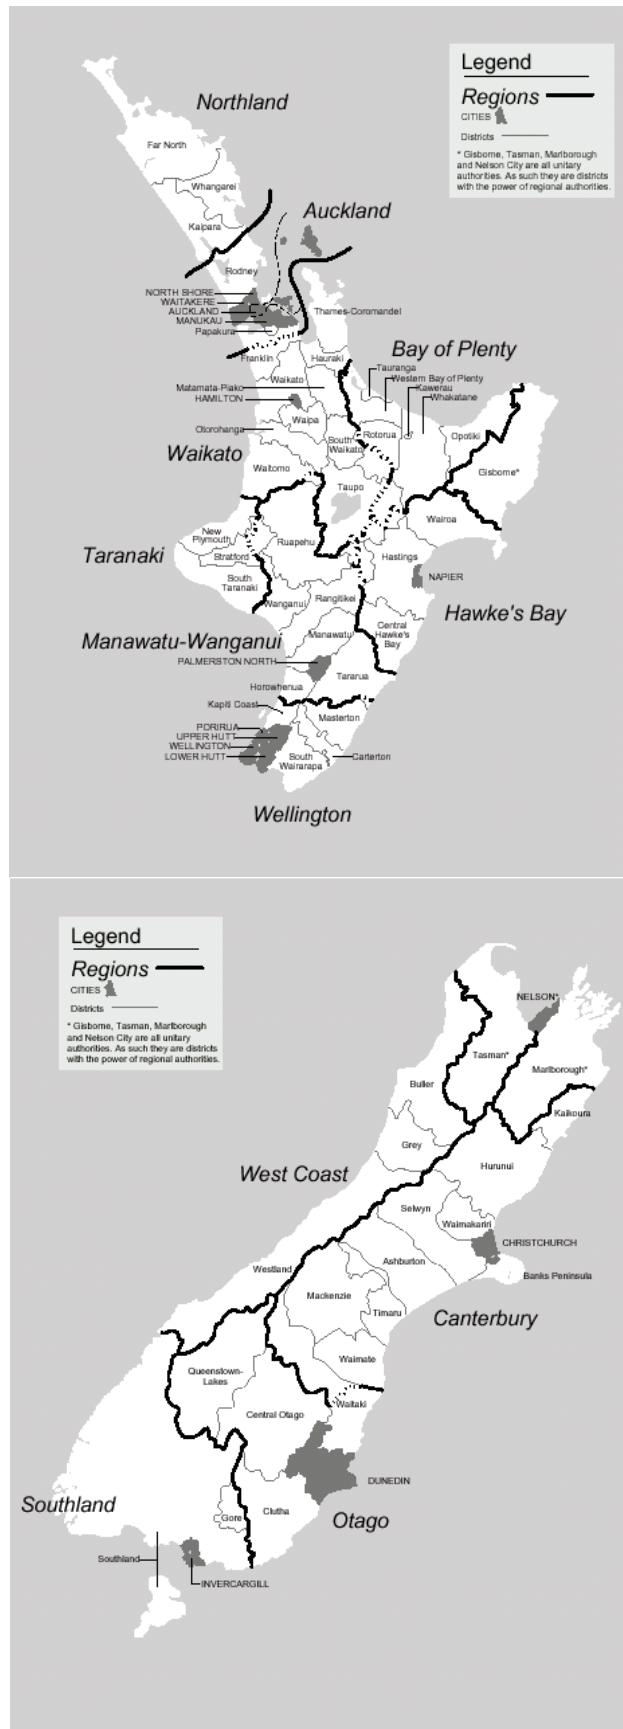 Legend
Regions
CITIES
Districts
* Gisborne, Tasman, Marlborough
and Nelson City are all unitary
authorities. As such they are districts
with the power of regional authorities.
Northland
Far North
Whangarei
Kaipara
Auckland
Rodney
NORTH SHORE
WAITAKERE
AUCKLAND
MANUKAU
Papakura
Thames-Coromandel
Franklin
Hauraki
Bay of Plenty
Tauranga
Western Bay of Plenty
Kawerau
Whakatane
Waikato
Matamata-Piako
HAMILTON
Waipa
Otorohanga
Rotorua
Opotiki
South
Waikato
Waikato
Waitomo
Gisborne*
Taupo
Wairoa
New
Plymouth
Ruapehu
Taranaki
Stratford
Hastings
South
Taranaki
NAPIER
Wanganui
Rangitikei
Hawke's Bay
Central
Hawke's
Bay
Manawatu
Manawatu-Wanganui
PALMERSTON NORTH
Tararua
Horowhenua
Kapiti Coast
Masterton
PORIRUA
UPPER HUTT
WELLINGTON
LOWER HUTT
South
Wairarapa
Carterton
Wellington
Legend
Regions
CITIES
Districts
* Gisborne, Tasman, Marlborough
and Nelson City are all unitary
authorities. As such they are districts
with the power of regional authorities.
NELSON*
Tasman*
Marlborough*
Buller
Kaikoura
Grey
Hurunui
West Coast
Selwyn
Waimakariri
CHRISTCHURCH
Ashburton
Westland
Banks Peninsula
Mackenzie
Timaru
Canterbury
Waimate
Queenstown-
Lakes
Waitaki
Central Otago
DUNEDIN
Southland
Clutha
Gore
Otago
Southland
INVERCARGILL